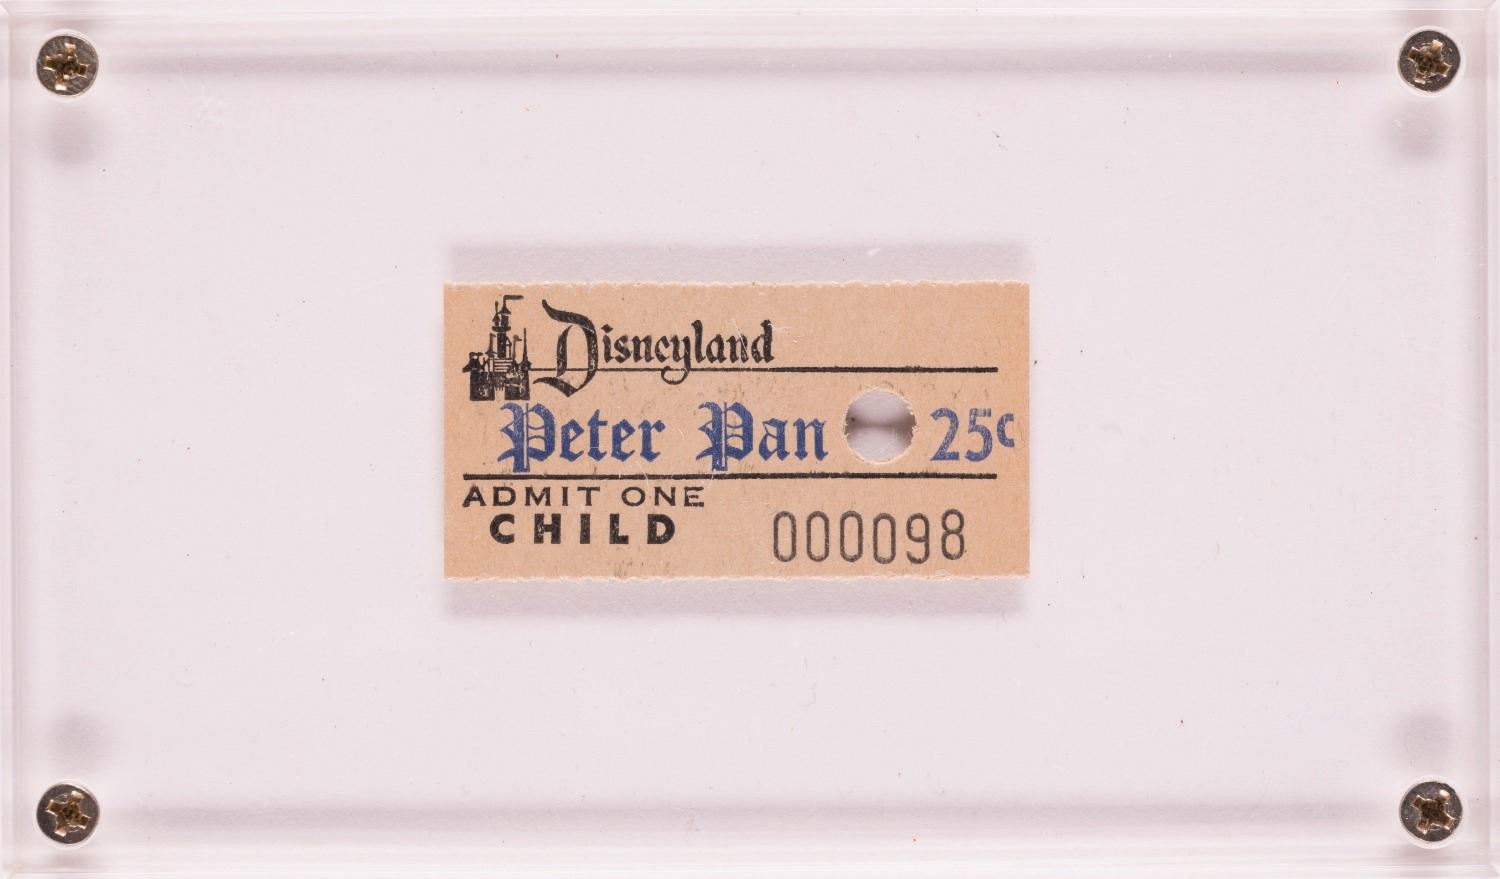 Disneyland
Peter Pan 25¢
ADMIT ONE
CHILD 000098